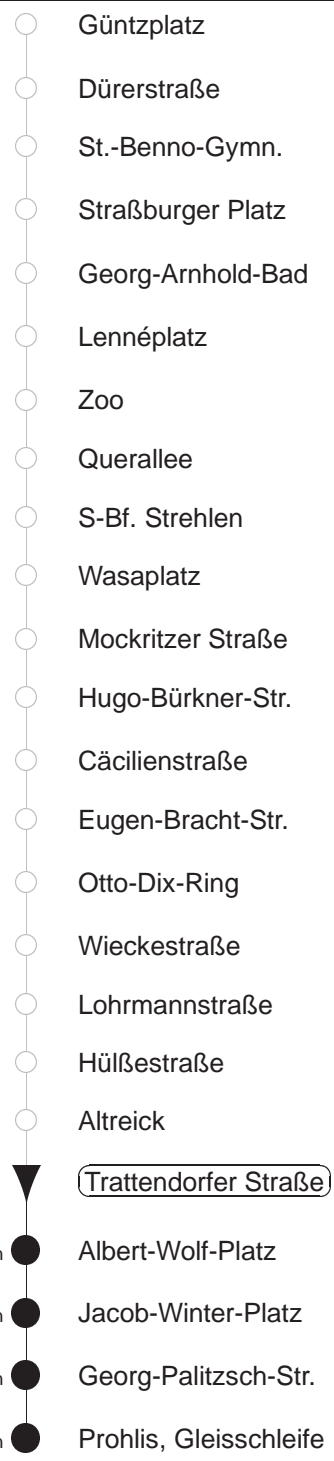 Güntzplatz
Dürerstraße
St.-Benno-Gymn.
Straßburger Platz
Georg-Arnhold-Bad
Lennéplatz
Zoo
Querallee
S-Bf. Strehlen
Wasaplatz
Mockritzer Straße
Hugo-Bürkner-Str.
Cäcilienstraße
Eugen-Bracht-Str.
Otto-Dix-Ring
Wieckestraße
Lohrmannstraße
Hülßestraße
Altreick
Trattendorfer Straße
Albert-Wolf-Platz
Jacob-Winter-Platz
Georg-Palitzsch-Str.
Prohlis, Gleisschleife